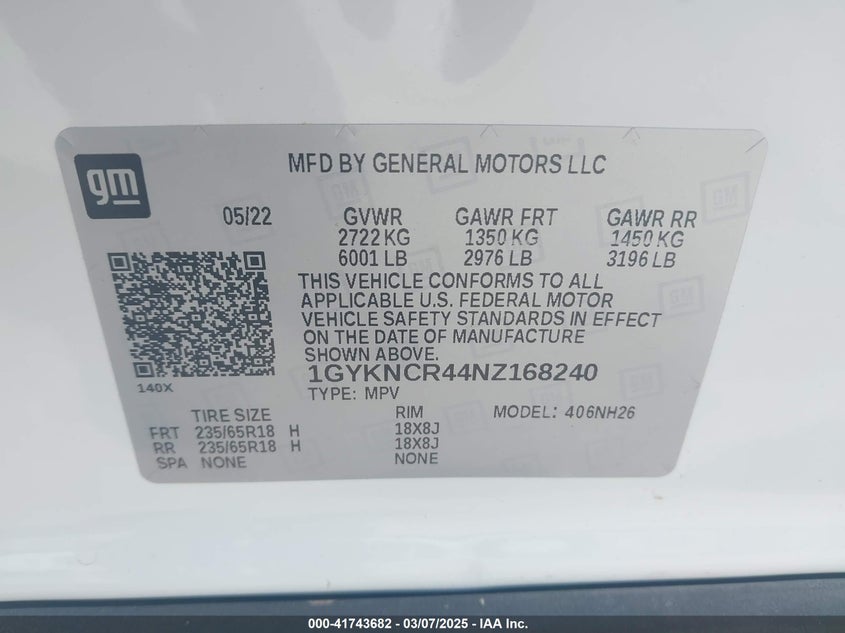 gm
MFD BY GENERAL MOTORS LLC
05/22 GVWR GAWR FRT GAWR RR
2722 KG 1350 KG 1450 KG
6001 LB 2976 LB 3196 LB
THIS VEHICLE CONFORMS TO ALL
APPLICABLE U.S. FEDERAL MOTOR
VEHICLE SAFETY STANDARDS IN EFFECT
ON THE DATE OF MANUFACTURE
SHOWN ABOVE.
1GYKNCR44NZ168240
140X
TYPE: MPV
TIRE SIZE RIM MODEL: 406NH26
FRT 235/65R18 H 18X8J
RR 235/65R18 H 18X8J
SPA NONE NONE
000-41743682 - 03/07/2025 - IAA Inc.